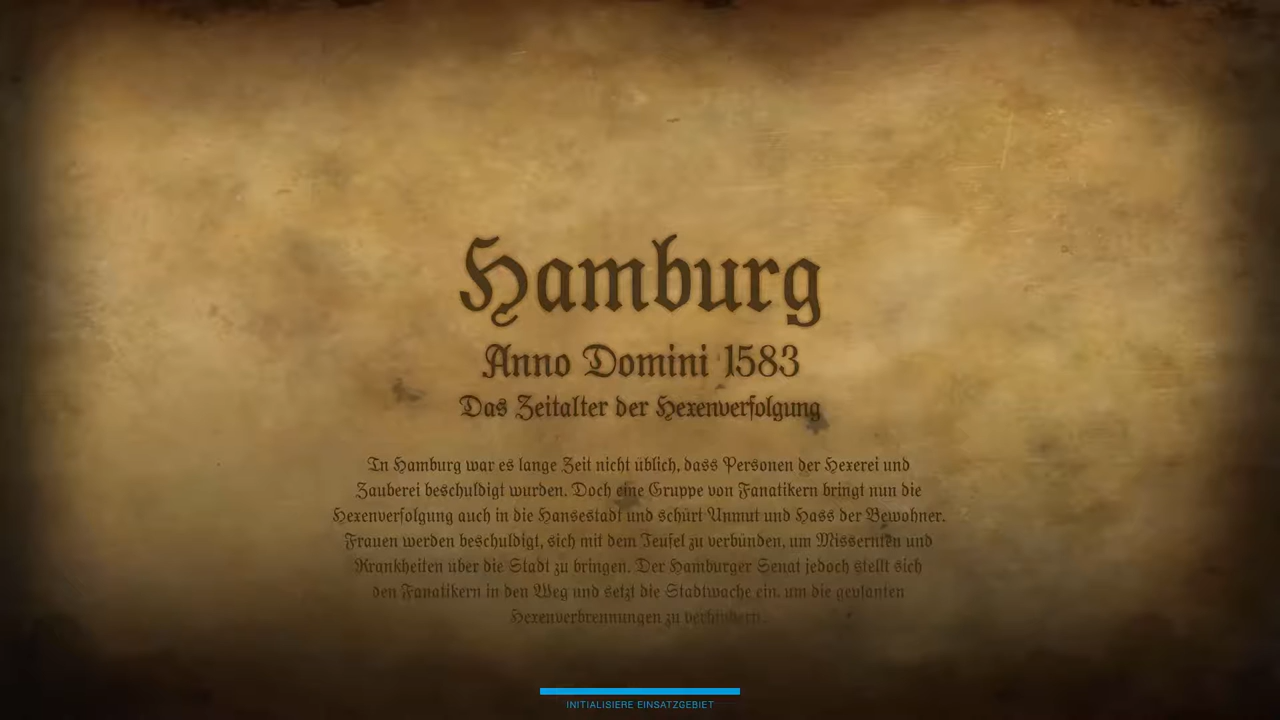 Hamburg
Anno Domini 1583
Das Zeitalter der Hexenverfolgung
In Hamburg war es lange Zeit nicht üblich, dass Personen der Hexerei und
Zauberei beschuldigt wurden. Doch eine Gruppe von Fanatikern bringt nun die
Hexenverfolgung auch in die Hansestadt und schürt Unmut und Hass der Bewohner.
Frauen werden beschuldigt, sich mit dem Teufel zu verbünden, um Missernten und
Krankheiten über die Stadt zu bringen. Der Hamburger Senat jedoch stellt sich
den Fanatikern in den Weg und setzt die Stadtwache ein, um die geplanten
Hexenverbrennungen zu verhindern...
INITIALISIERE EINSATZGEBIET